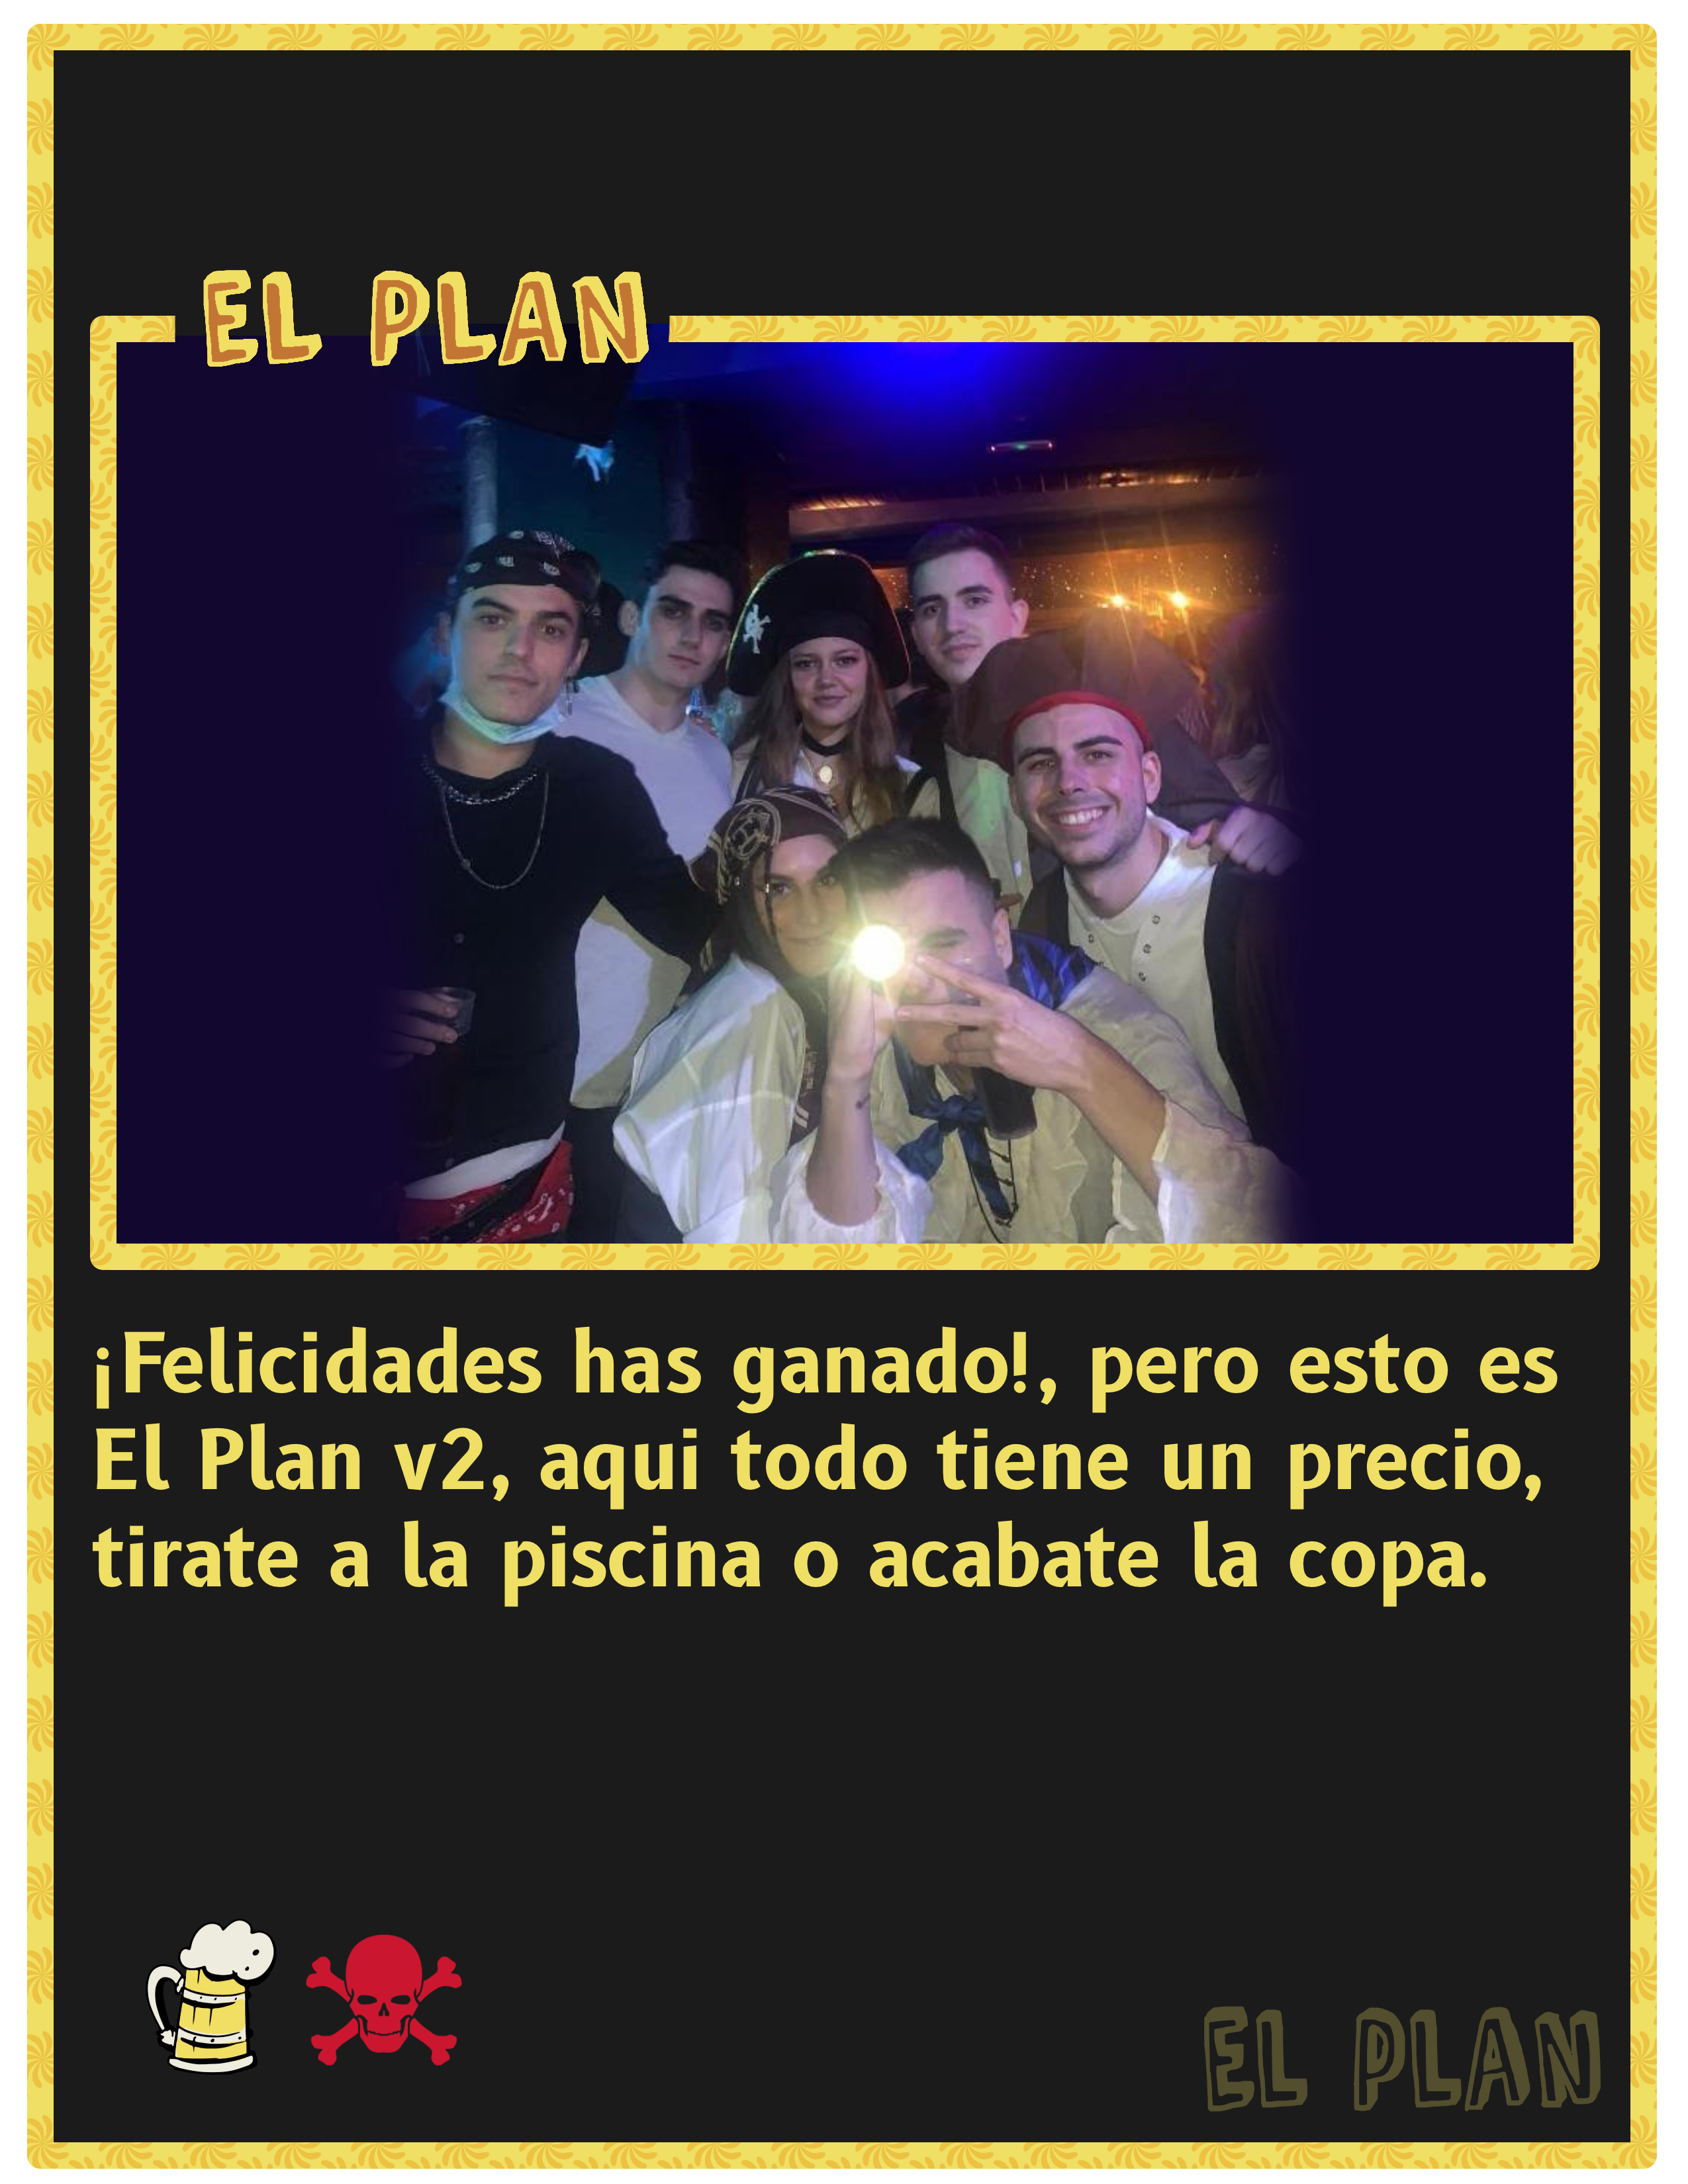 EL PLAN
¡Felicidades has ganado!, pero esto es
El Plan v2, aqui todo tiene un precio,
tirate a la piscina o acabate la copa.
EL PLAN